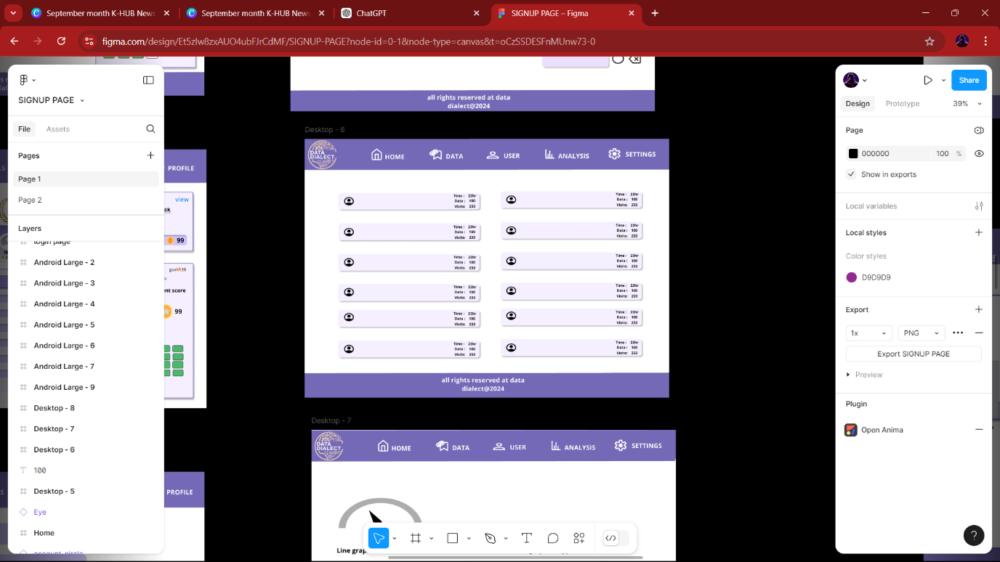 September month K-HUB News
September month K-HUB News
ChatGPT
SIGNUP PAGE – Figma
figma.com/design/Et5zIw8zxAUO4ubFJrCdMF/SIGNUP-PAGE?node-id=0-1&node-type=canvas&t=oCzSSDESFnMUnw73-0
SIGNUP PAGE
File
Assets
Pages
Page 1
Page 2
Layers
login page
Android Large - 2
Android Large - 3
Android Large - 4
Android Large - 5
Android Large - 6
Android Large - 7
Android Large - 9
Desktop - 8
Desktop - 7
Desktop - 6
100
Desktop - 5
Eye
Home
account_circle
PROFILE
view
99
goal🔥30
99
PROFILE
all rights reserved at data
dialect@2024
Desktop - 6
DATA
DIALECT
HOME
DATA
USER
ANALYSIS
SETTINGS
Time : 23hr
Data : 100
Visits: 233
Time : 23hr
Data : 100
Visits: 233
Time : 23hr
Data : 100
Visits: 233
Time : 23hr
Data : 100
Visits: 233
Time : 23hr
Data : 100
Visits: 233
Time : 23hr
Data : 100
Visits: 233
Time : 23hr
Data : 100
Visits: 233
Time : 23hr
Data : 100
Visits: 233
Time : 23hr
Data : 100
Visits: 233
Time : 23hr
Data : 100
Visits: 233
Time : 23hr
Data : 100
Visits: 233
Time : 23hr
Data : 100
Visits: 233
all rights reserved at data
dialect@2024
Desktop - 7
DATA
DIALECT
HOME
DATA
USER
ANALYSIS
SETTINGS
Share
Design
Prototype
39%
Page
000000
100 %
Show in exports
Local variables
Local styles
Color styles
D9D9D9
Export
1x
PNG
Export SIGNUP PAGE
Preview
Plugin
Open Anima
?